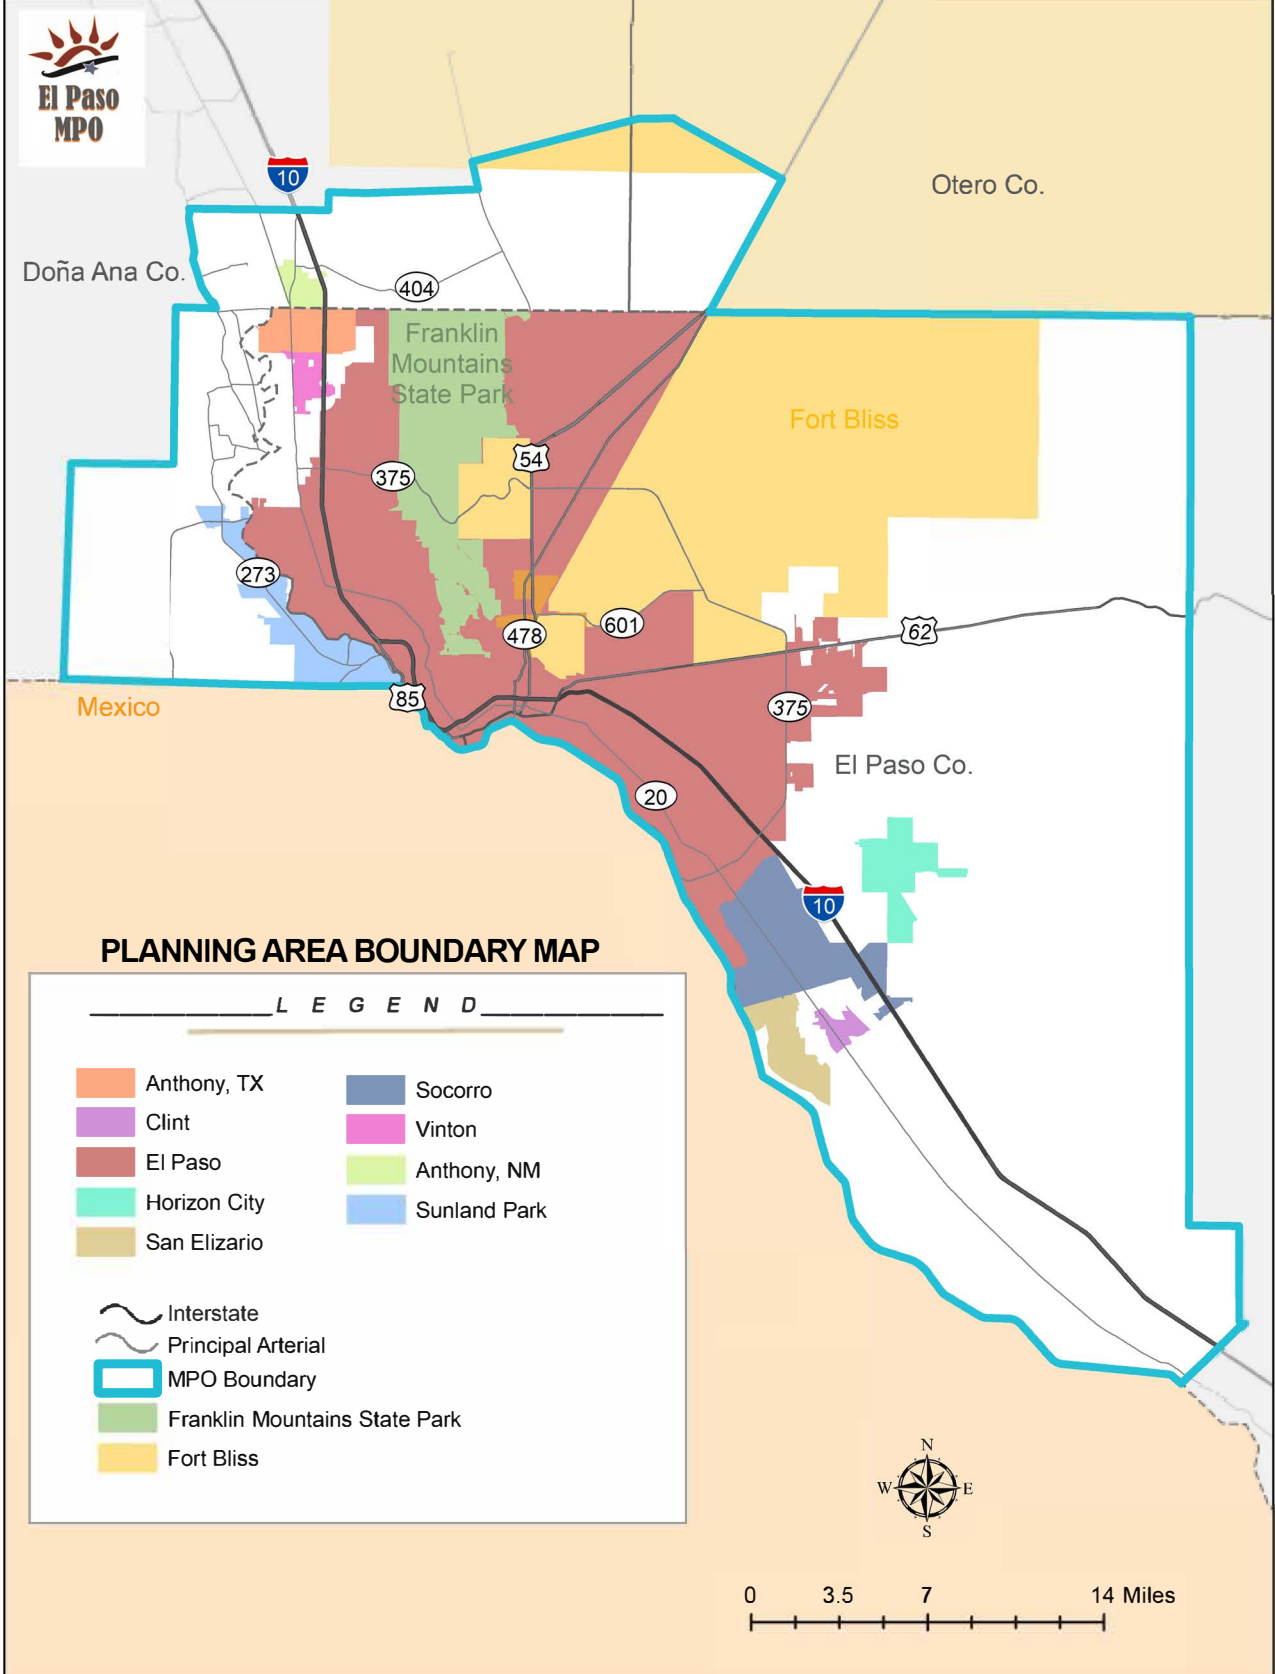 El Paso
MPO
10
Otero Co.
Doña Ana Co.
404
Franklin
Mountains
State Park
Fort Bliss
54
375
273
601
62
478
85
Mexico
375
El Paso Co.
20
10
PLANNING AREA BOUNDARY MAP
LEGEND
Anthony, TX
Clint
El Paso
Horizon City
San Elizario
Socorro
Vinton
Anthony, NM
Sunland Park
Interstate
Principal Arterial
MPO Boundary
Franklin Mountains State Park
Fort Bliss
N
W E
S
0 3.5 7 14 Miles